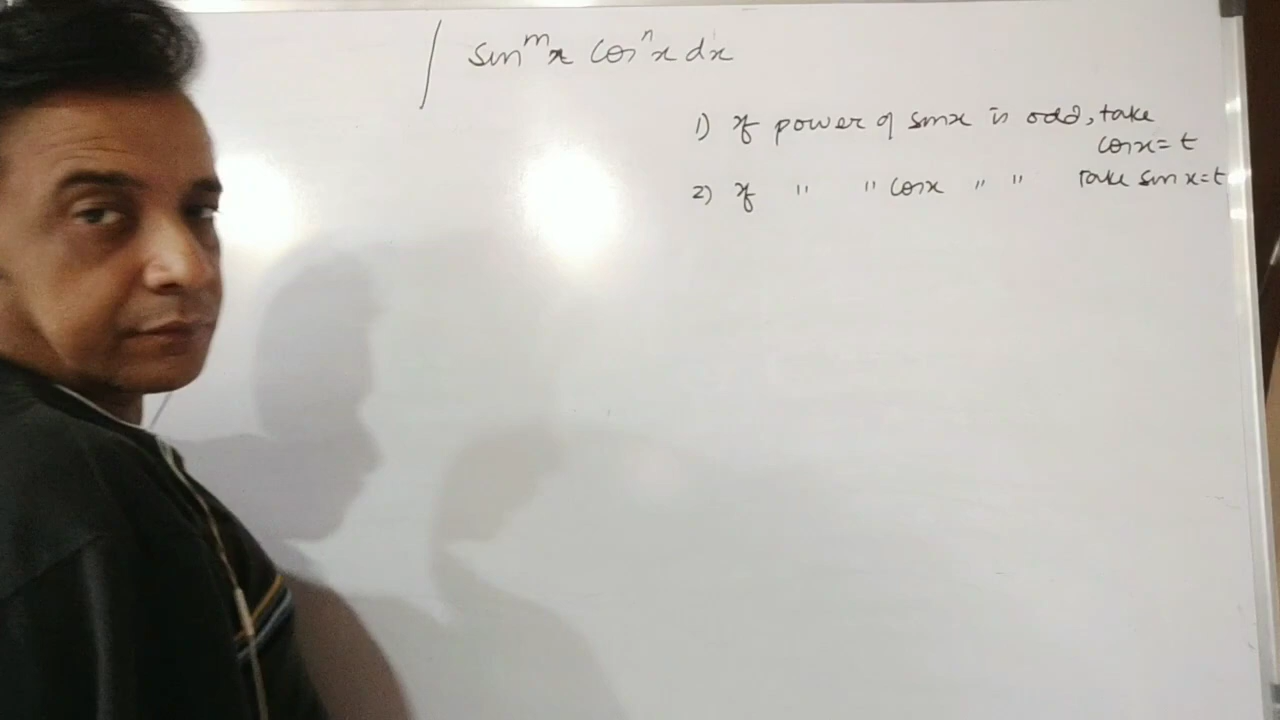 ∫ sin^m x cos^n x dx
1) If power of sinx is odd, take
cosx = t
2) If " " cosx " " Take sin x = t